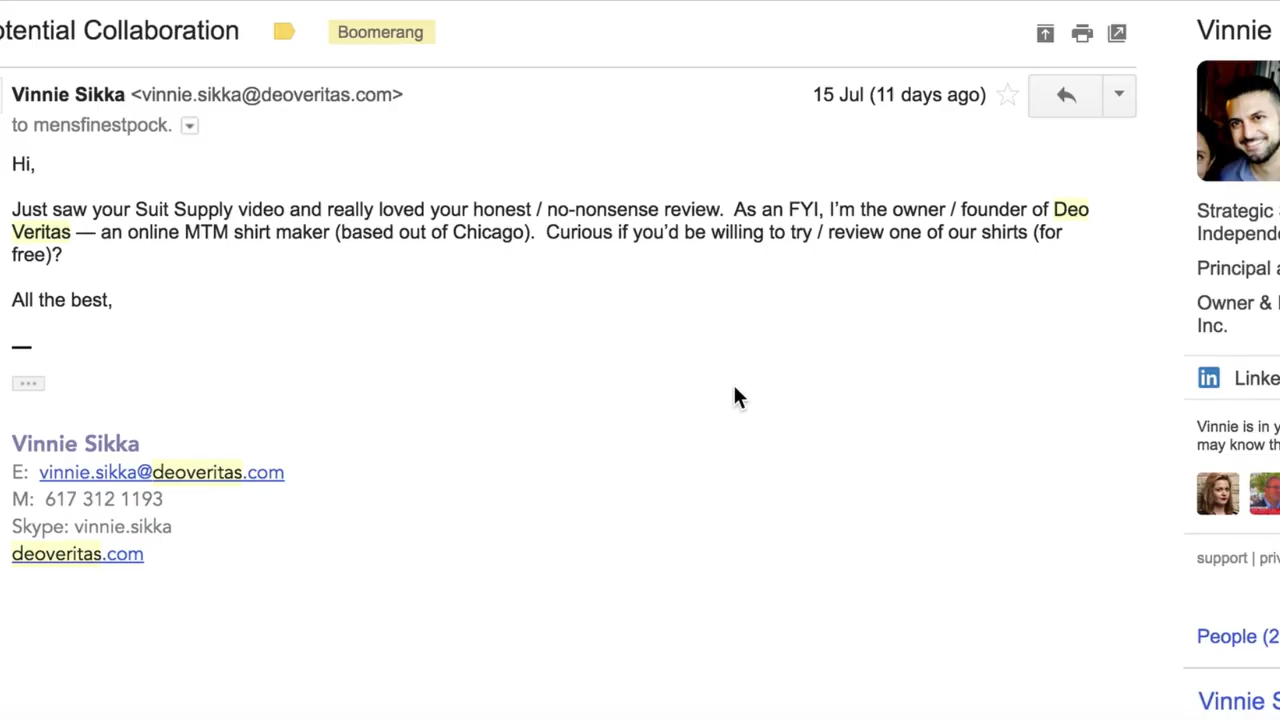 otential Collaboration
Boomerang
Vinnie Sikka <vinnie.sikka@deoveritas.com>
15 Jul (11 days ago)
to mensfinestpock.
Hi,
Just saw your Suit Supply video and really loved your honest / no-nonsense review.  As an FYI, I'm the owner / founder of Deo
Veritas — an online MTM shirt maker (based out of Chicago).  Curious if you'd be willing to try / review one of our shirts (for
free)?
All the best,
—
Vinnie Sikka
E:  vinnie.sikka@deoveritas.com
M:  617 312 1193
Skype: vinnie.sikka
deoveritas.com
Vinnie
Strategic
Independ
Principal a
Owner &
Inc.
in Linke
Vinnie is in y
may know th
support | priv
People (2
Vinnie S